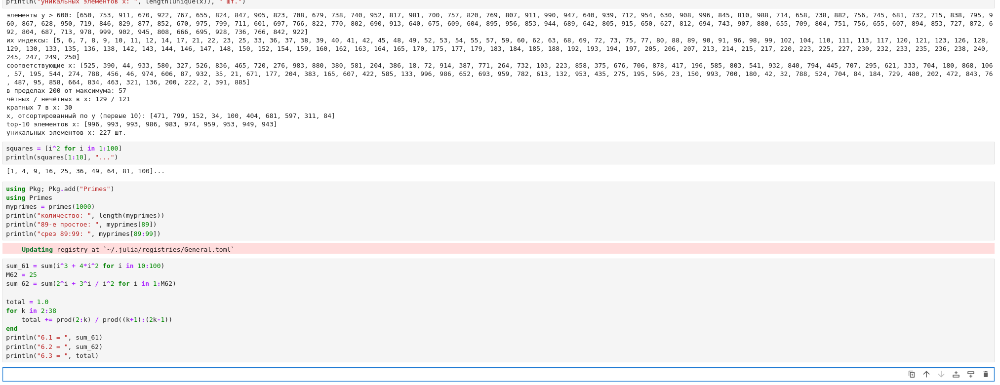 println("уникальных элементов x: ", length(unique(x)), " шт.")
элементы y > 600: [650, 753, 911, 670, 922, 767, 655, 824, 847, 905, 823, 708, 679, 738, 740, 952, 817, 981, 700, 757, 820, 769, 807, 911, 990, 947, 640, 939, 712, 954, 630, 908, 996, 845, 810, 988, 714, 658, 738, 882, 756, 745, 681, 732, 715, 838, 795, 9
60, 867, 628, 950, 719, 846, 829, 877, 852, 670, 975, 799, 711, 601, 697, 766, 822, 770, 802, 690, 913, 640, 675, 609, 604, 895, 956, 853, 944, 689, 642, 805, 915, 650, 627, 812, 694, 743, 907, 880, 655, 709, 804, 751, 756, 655, 607, 894, 853, 727, 872, 6
92, 804, 687, 713, 978, 999, 902, 945, 808, 666, 695, 928, 736, 766, 842, 922]
их индексы: [5, 6, 7, 8, 9, 10, 11, 12, 14, 17, 21, 22, 23, 25, 33, 36, 37, 38, 39, 40, 41, 42, 45, 48, 49, 52, 53, 54, 55, 57, 59, 60, 62, 63, 68, 69, 72, 73, 75, 77, 80, 88, 89, 90, 91, 96, 98, 99, 102, 104, 110, 111, 113, 117, 120, 121, 123, 126, 128,
129, 130, 133, 135, 136, 138, 142, 143, 144, 146, 147, 148, 150, 152, 154, 159, 160, 162, 163, 164, 165, 170, 175, 177, 179, 183, 184, 185, 188, 192, 193, 194, 197, 205, 206, 207, 213, 214, 215, 217, 220, 223, 225, 227, 230, 232, 233, 235, 236, 238, 240,
245, 247, 249, 250]
соответствующие x: [525, 390, 44, 933, 580, 327, 526, 836, 465, 720, 276, 983, 880, 380, 581, 204, 386, 18, 72, 914, 387, 771, 264, 732, 103, 223, 858, 375, 676, 706, 878, 417, 196, 585, 803, 541, 932, 840, 794, 445, 707, 295, 621, 333, 704, 180, 868, 106
, 57, 195, 544, 274, 788, 456, 46, 974, 606, 87, 932, 35, 21, 671, 177, 204, 383, 165, 607, 422, 585, 133, 996, 986, 652, 693, 959, 782, 613, 132, 953, 435, 275, 195, 596, 23, 150, 993, 700, 180, 42, 32, 788, 524, 704, 84, 184, 729, 480, 202, 472, 843, 76
, 487, 95, 858, 664, 834, 463, 321, 136, 200, 222, 2, 391, 885]
в пределах 200 от максимума: 57
чётных / нечётных в x: 129 / 121
кратных 7 в x: 30
x, отсортированный по y (первые 10): [471, 799, 152, 34, 100, 404, 681, 597, 311, 84]
top-10 элементов x: [996, 993, 993, 986, 983, 974, 959, 953, 949, 943]
уникальных элементов x: 227 шт.
squares = [i^2 for i in 1:100]
println(squares[1:10], "...")
[1, 4, 9, 16, 25, 36, 49, 64, 81, 100]...
using Pkg; Pkg.add("Primes")
using Primes
myprimes = primes(1000)
println("количество: ", length(myprimes))
println("89-е простое: ", myprimes[89])
println("срез 89:99: ", myprimes[89:99])
Updating registry at `~/.julia/registries/General.toml`
sum_61 = sum(i^3 + 4*i^2 for i in 10:100)
M62 = 25
sum_62 = sum(2^i + 3^i / i^2 for i in 1:M62)
total = 1.0
for k in 2:38
total += prod(2:k) / prod((k+1):(2k-1))
end
println("6.1 = ", sum_61)
println("6.2 = ", sum_62)
println("6.3 = ", total)